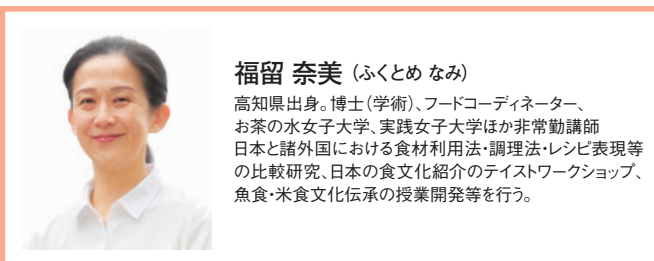 福留 奈美（ふくとめ なみ）
高知県出身。博士（学術）、フードコーディネーター、
お茶の水女子大学、実践女子大学ほか非常勤講師
日本と諸外国における食材利用法・調理法・レシピ表現等
の比較研究、日本の食文化紹介のテイストワークショップ、
魚食・米食文化伝承の授業開発等を行う。